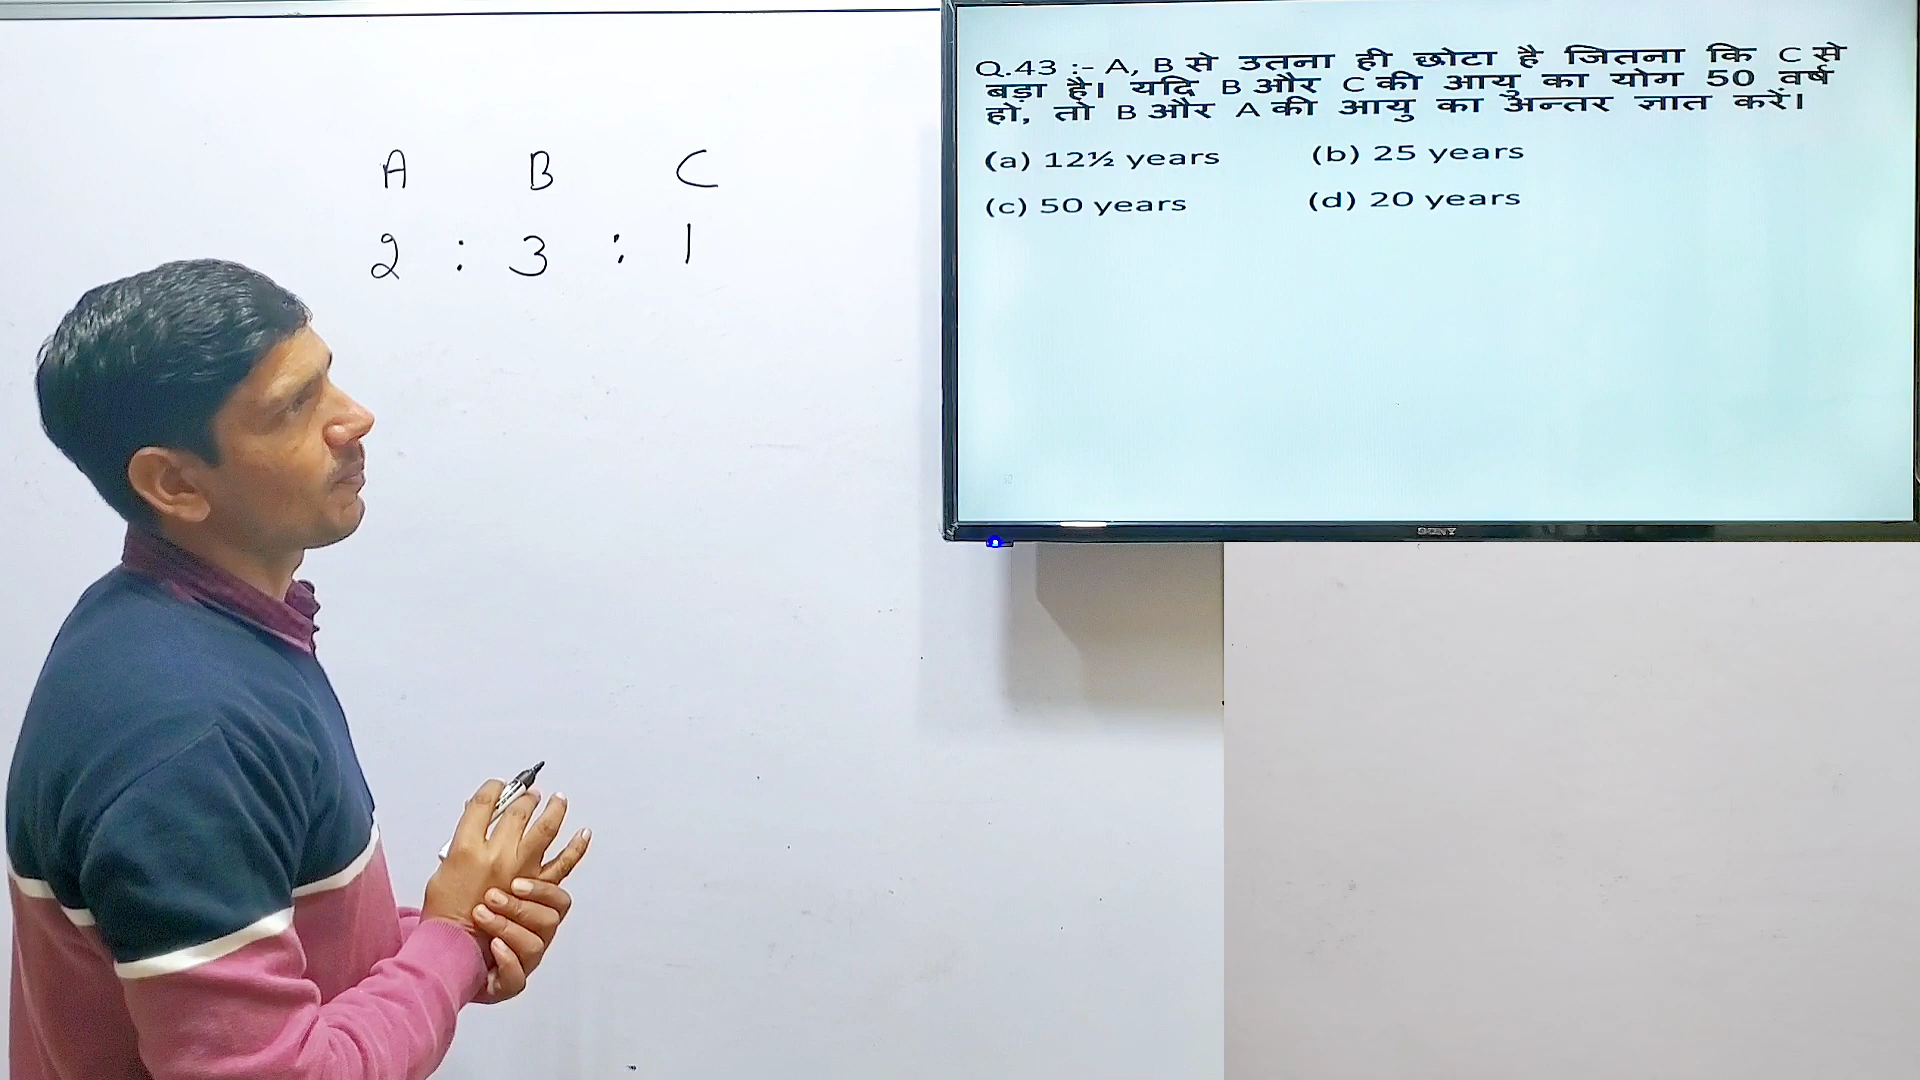 A B C
2 : 3 : 1
Q.43 :- A, B से उतना ही छोटा है जितना कि C से
बड़ा है। यदि B और C की आयु का योग 50 वर्ष
हो, तो B और A की आयु का अन्तर ज्ञात करें।
(a) 12½ years (b) 25 years
(c) 50 years (d) 20 years
SONY